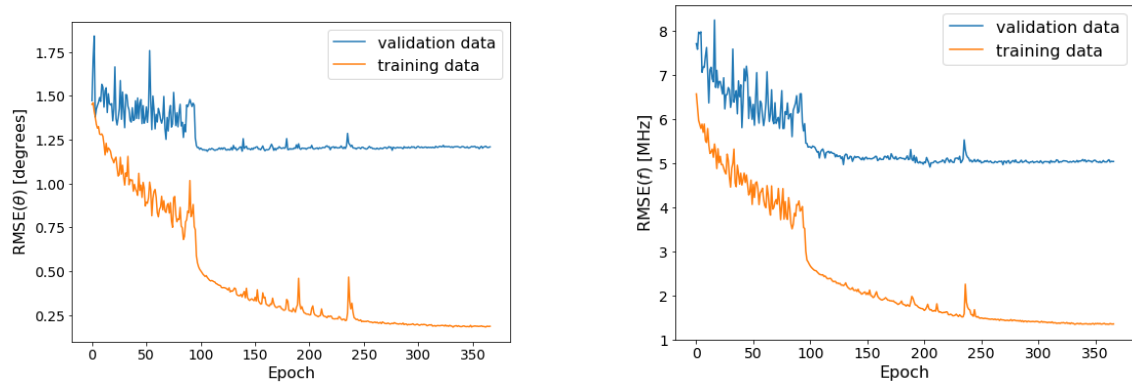 RMSE(θ) [degrees]
1.75
1.50
1.25
1.00
0.75
0.50
0.25
validation data
training data
0 50 100 150 200 250 300 350
Epoch
RMSE(f) [MHz]
8
7
6
5
4
3
2
1
validation data
training data
0 50 100 150 200 250 300 350
Epoch